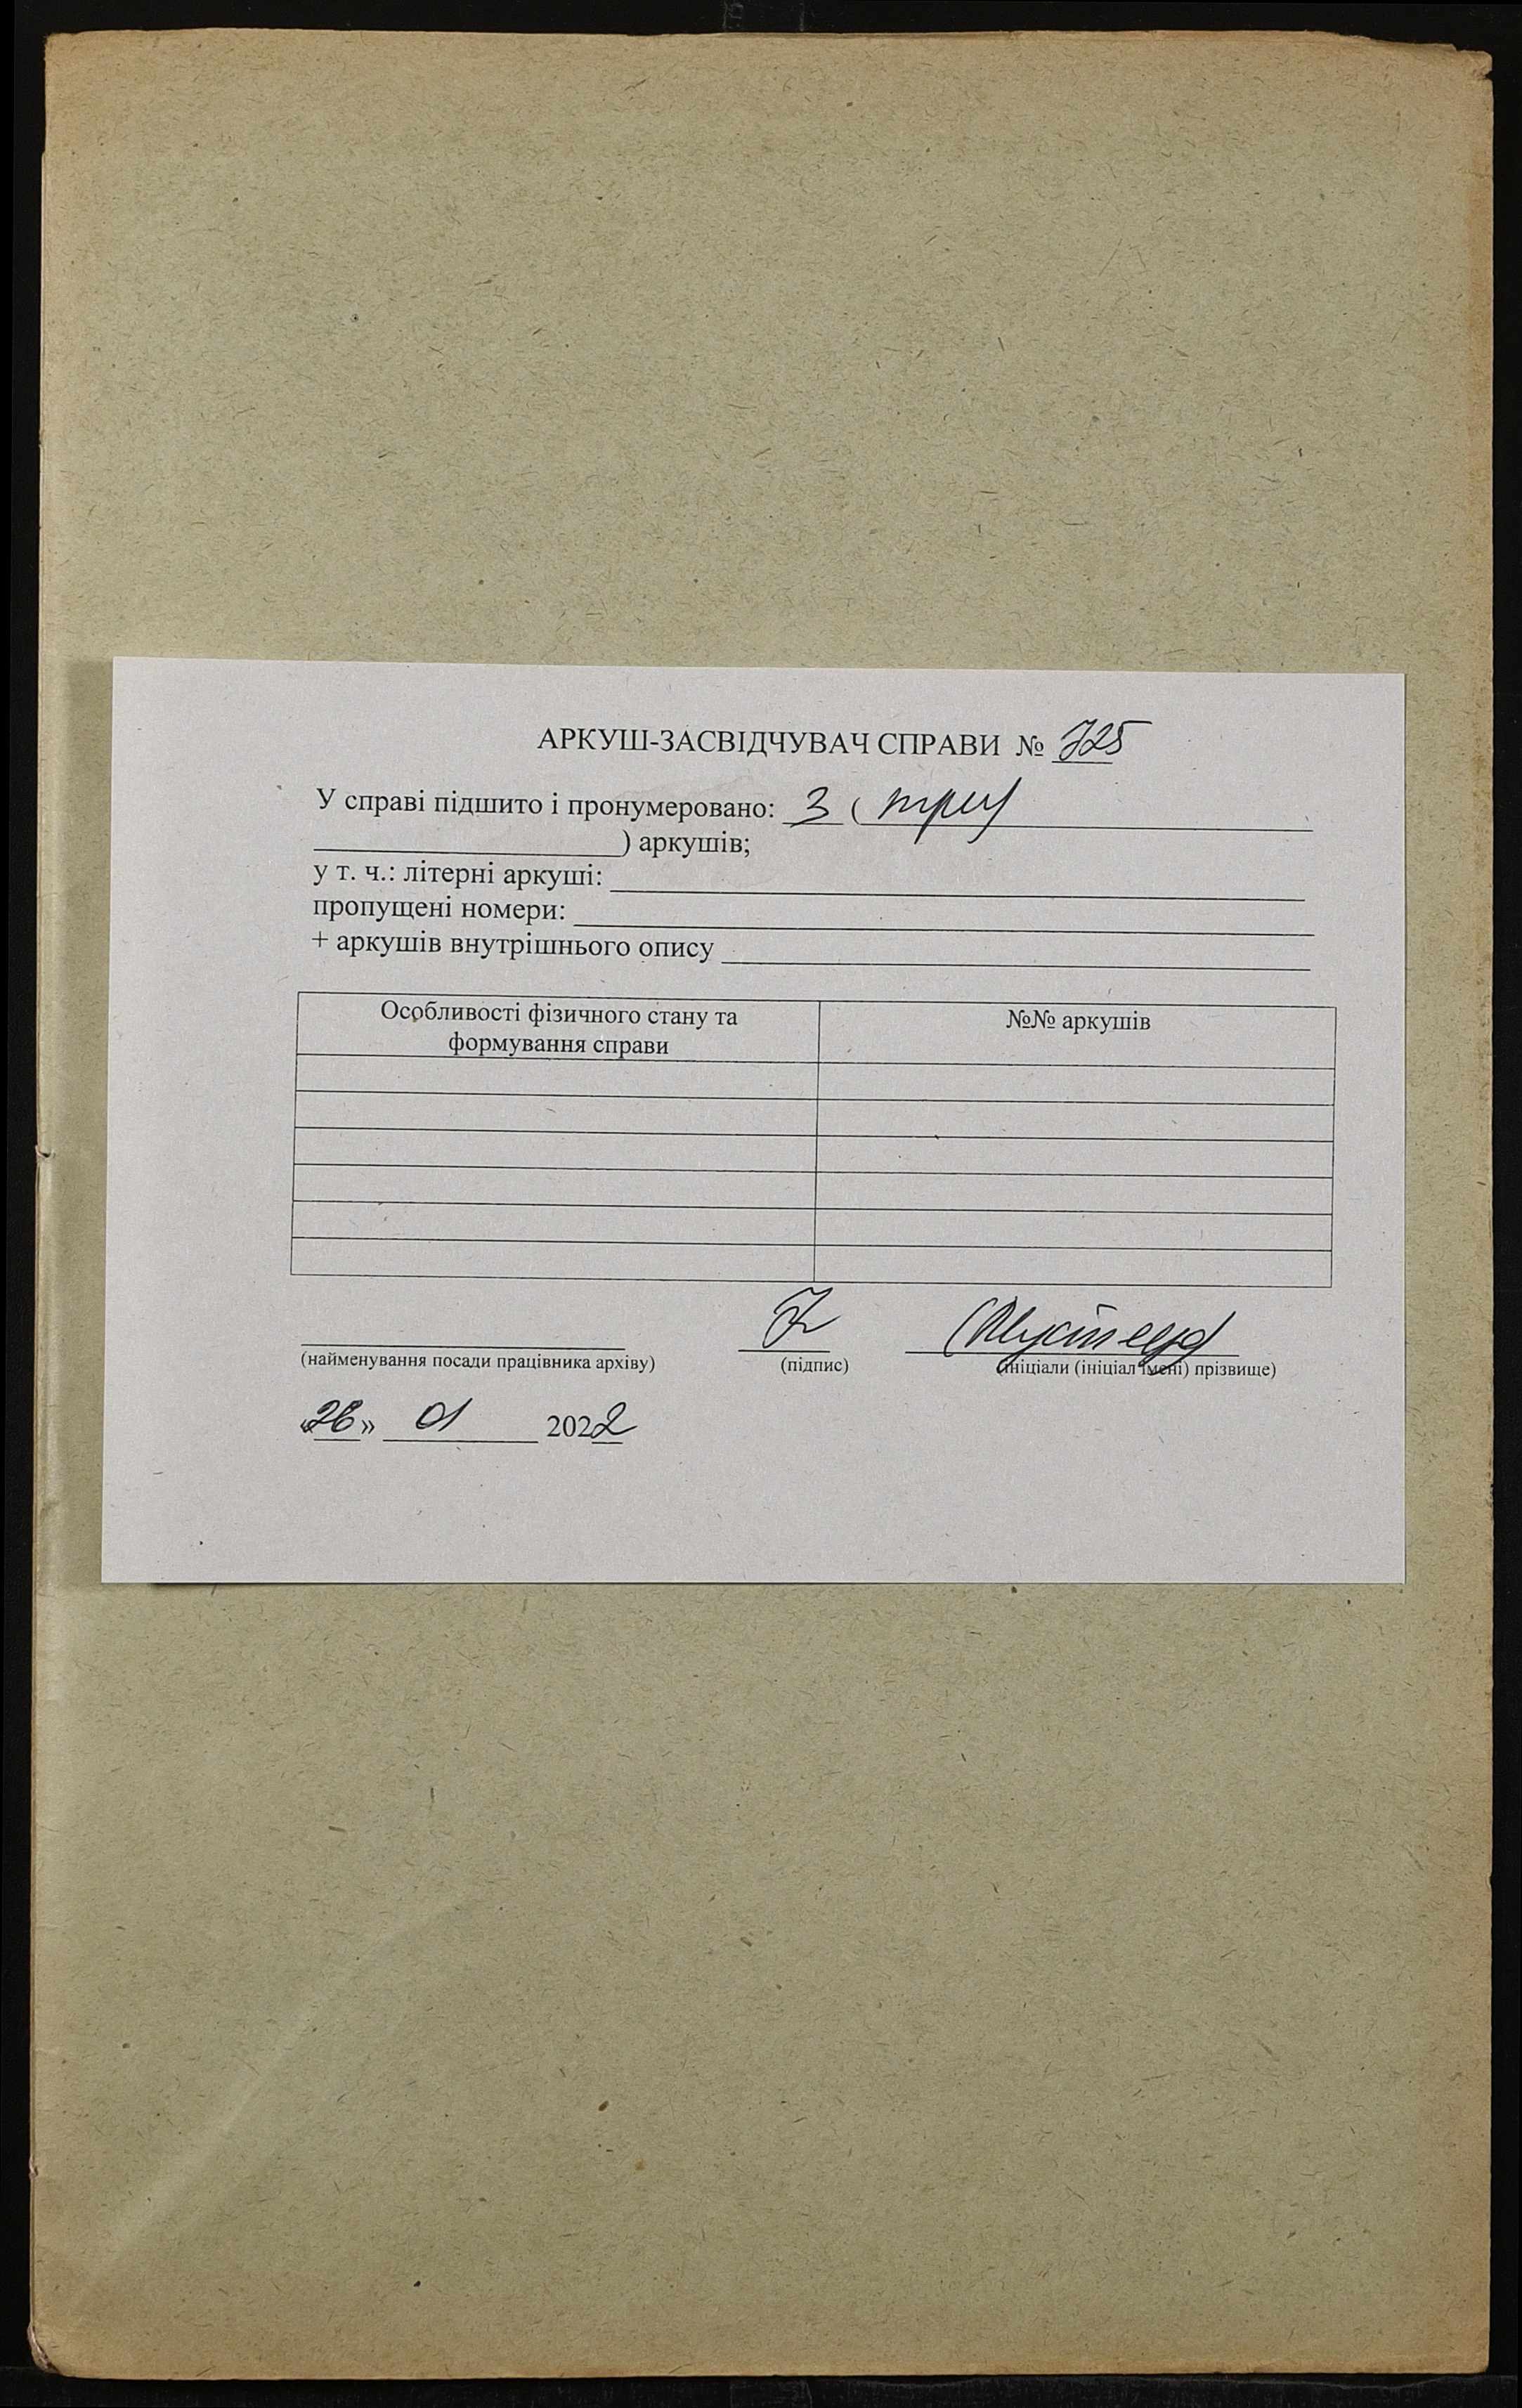 АРКУШ-ЗАСВІДЧУВАЧ СПРАВИ № 725
У справі підшито і пронумеровано: 3 ( три
) аркушів;
у т. ч.: літерні аркуші:
пропущені номери:
+ аркушів внутрішнього опису
Особливості фізичного стану та формування справи
№№ аркушів
(найменування посади працівника архіву)
(підпис)
(ініціали (ініціал імені) прізвище)
«26» 01 2022